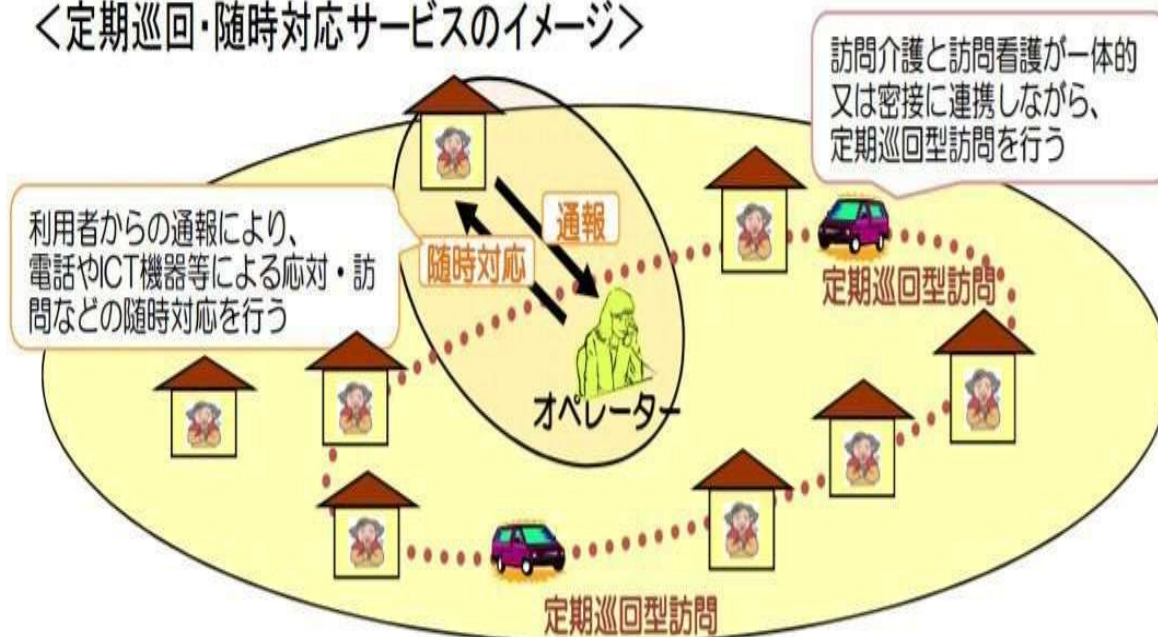 ＜定期巡回・随時対応サービスのイメージ＞
訪問介護と訪問看護が一体的
又は密接に連携しながら、
定期巡回型訪問を行う
利用者からの通報により、
電話やICT機器等による応対・訪
問などの随時対応を行う
通報
随時対応
定期巡回型訪問
オペレーター
定期巡回型訪問